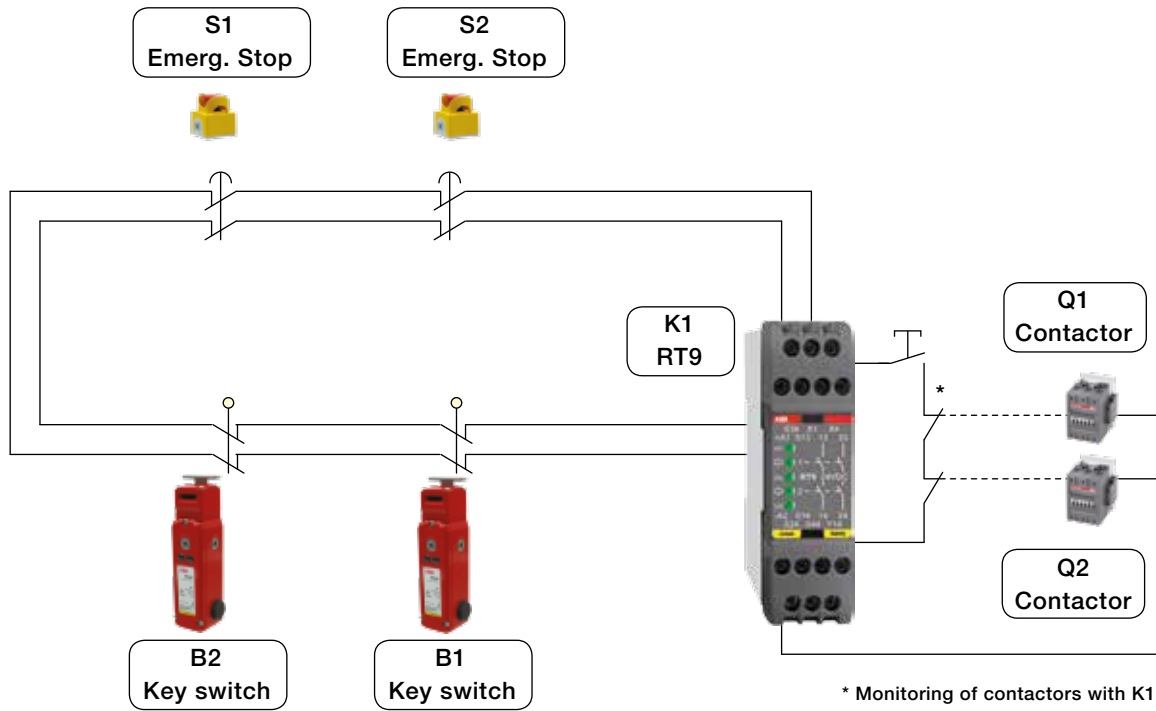 S1
Emerg. Stop
S2
Emerg. Stop
K1
RT9
Q1
Contactor
*
Q2
Contactor
B2
Key switch
B1
Key switch
* Monitoring of contactors with K1